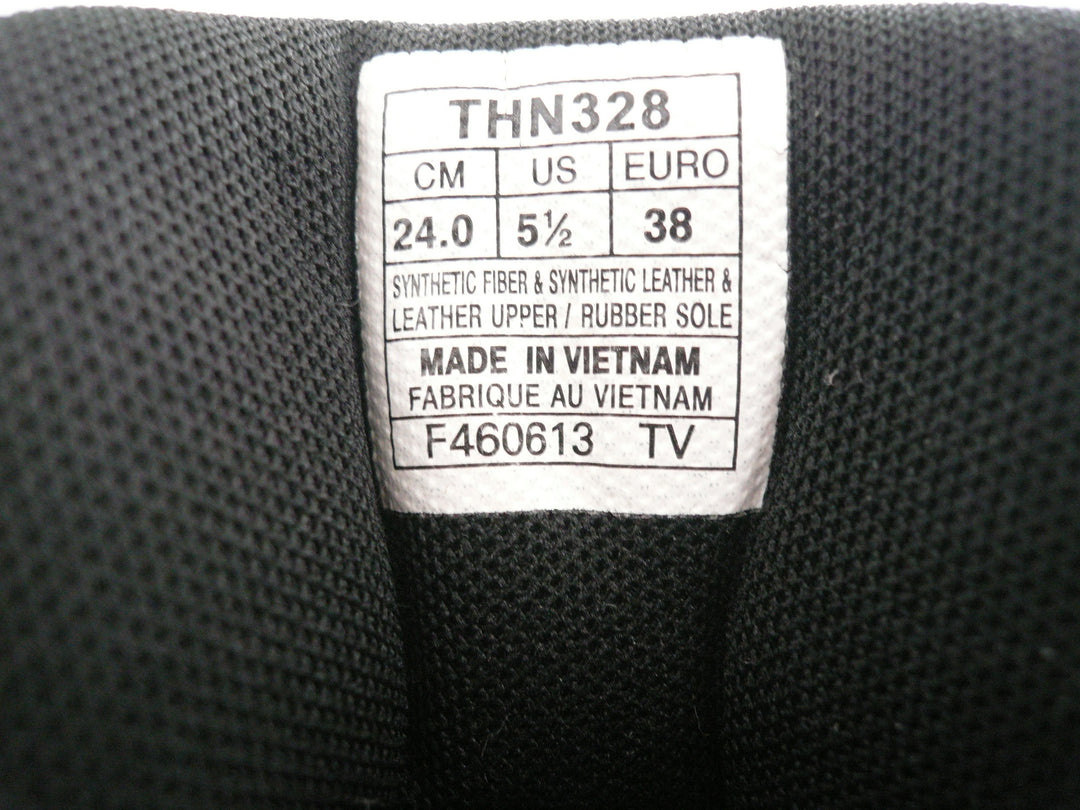 THN328
CM US EURO
24.0 5½ 38
SYNTHETIC FIBER & SYNTHETIC LEATHER &
LEATHER UPPER / RUBBER SOLE
MADE IN VIETNAM
FABRIQUE AU VIETNAM
F460613 TV